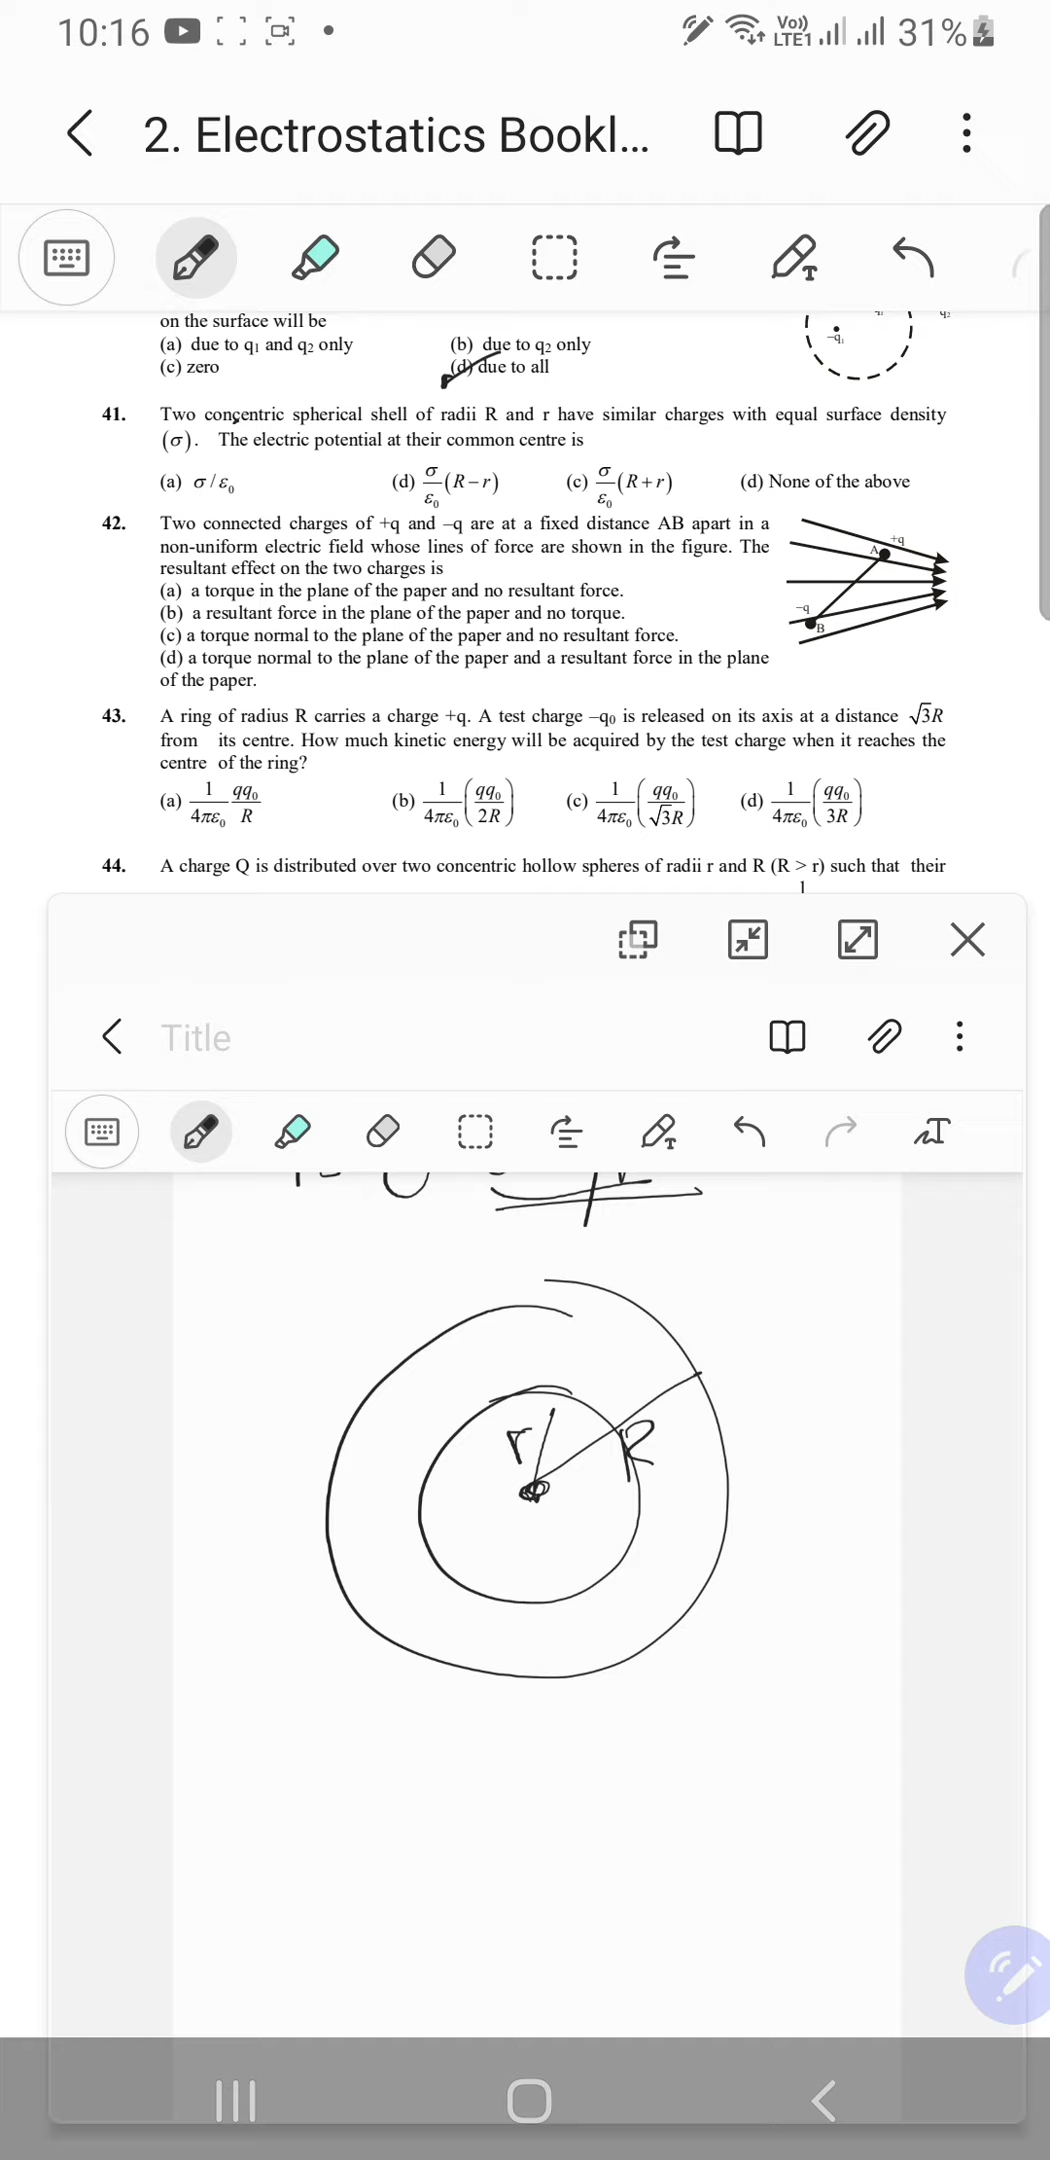 10:16 Vo)) LTE1 31%
2. Electrostatics Bookl...
on the surface will be
(a) due to q₁ and q₂ only (b) due to q₂ only
(c) zero (d) due to all
−q₁ q₂
41. Two concentric spherical shell of radii R and r have similar charges with equal surface density
(σ). The electric potential at their common centre is
(a) σ/ε₀ (d) σ/ε₀ (R−r) (c) σ/ε₀ (R+r) (d) None of the above
42. Two connected charges of +q and −q are at a fixed distance AB apart in a
non-uniform electric field whose lines of force are shown in the figure. The
resultant effect on the two charges is
(a) a torque in the plane of the paper and no resultant force.
(b) a resultant force in the plane of the paper and no torque.
(c) a torque normal to the plane of the paper and no resultant force.
(d) a torque normal to the plane of the paper and a resultant force in the plane
of the paper.
+q
A
−q
B
43. A ring of radius R carries a charge +q. A test charge −q₀ is released on its axis at a distance √3R
from its centre. How much kinetic energy will be acquired by the test charge when it reaches the
centre of the ring?
(a) 1/4πε₀ qq₀/R (b) 1/4πε₀ (qq₀/2R) (c) 1/4πε₀ (qq₀/√3R) (d) 1/4πε₀ (qq₀/3R)
44. A charge Q is distributed over two concentric hollow spheres of radii r and R (R > r) such that their
Title
r R